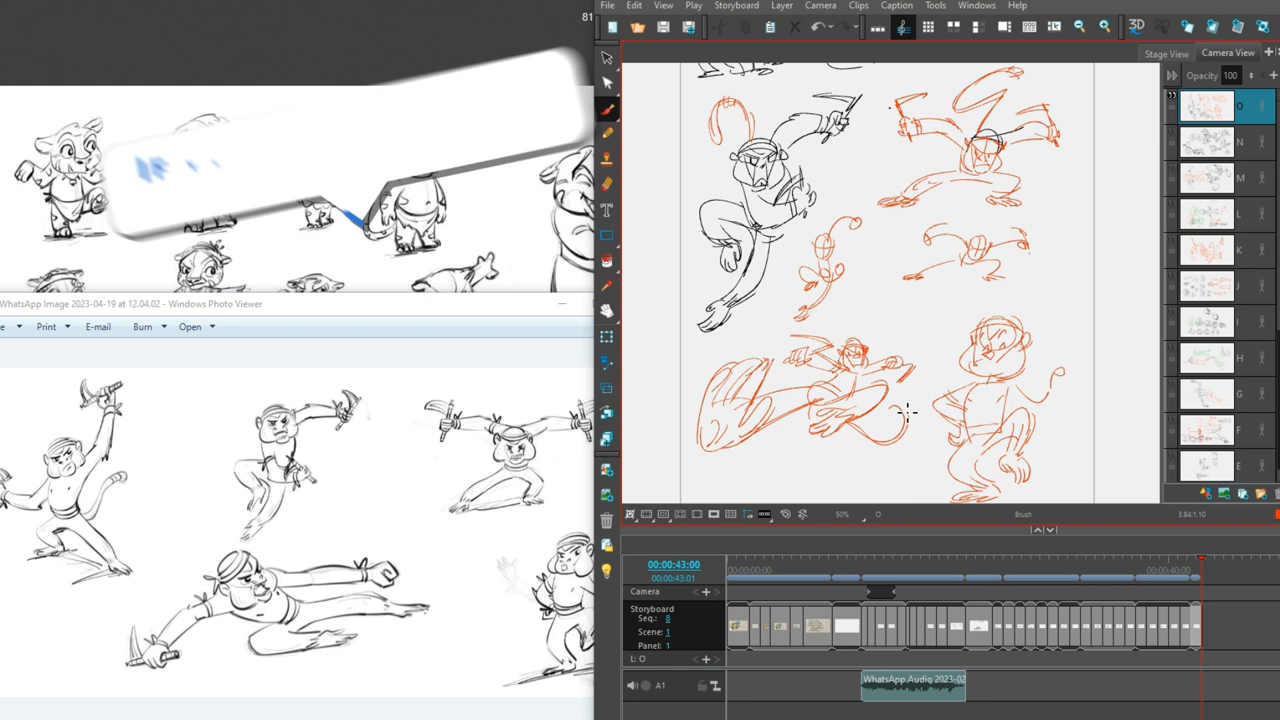 81
File Edit View Play Storyboard Layer Camera Clips Caption Tools Windows Help
3D
Stage View Camera View
Opacity 100
O
N
M
L
K
J
I
H
G
F
E
WhatsApp Image 2023-04-19 at 12.04.02 - Windows Photo Viewer
Print E-mail Burn Open
50% O Brush 3.84:1.10
00:00:43:00
00:00:43:01
00:00:00:00 00:00:40:00
Camera
Storyboard
Seq.: 8
Scene: 1
Panel: 1
L: O
A1
WhatsApp Audio 2023-02